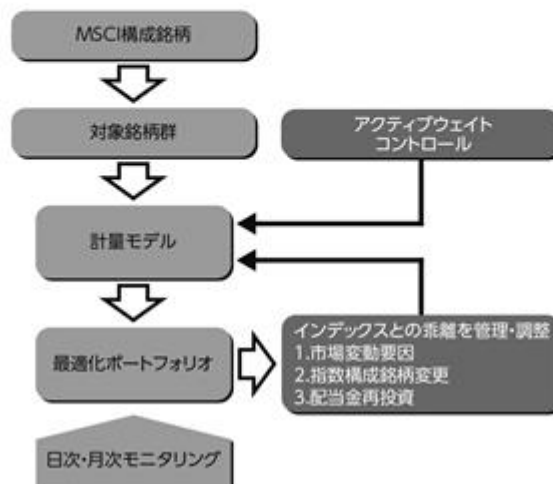 MSCI構成銘柄
対象銘柄群
アクティブウェイト
コントロール
計量モデル
最適化ポートフォリオ
インデックスとの乖離を管理・調整
1.市場変動要因
2.指数構成銘柄変更
3.配当金再投資
日次・月次モニタリング